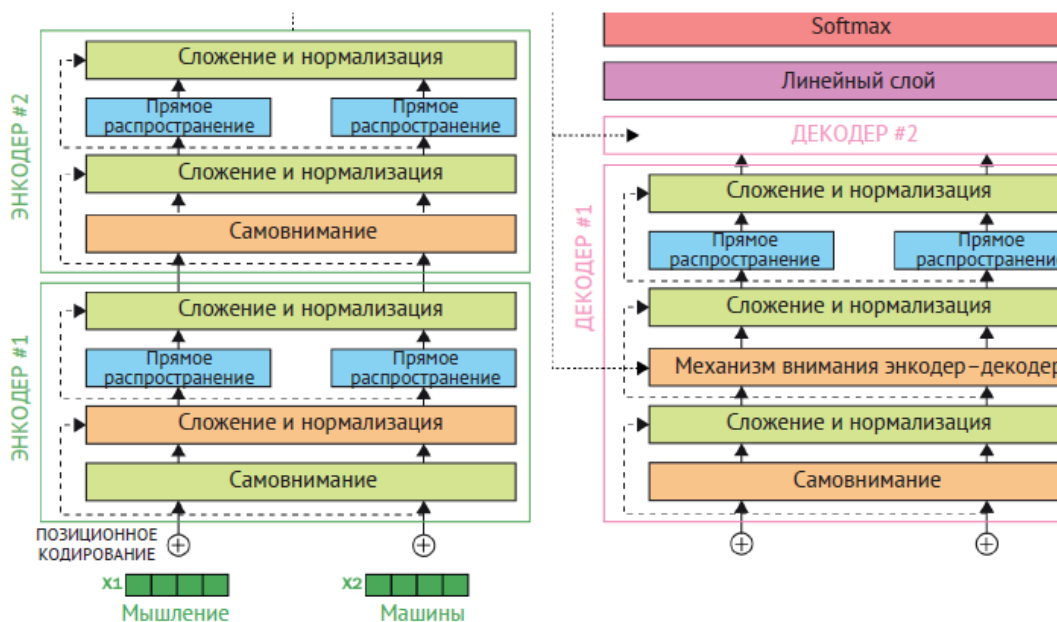 ЭНКОДЕР #2
Сложение и нормализация
Прямое
распространение
Прямое
распространение
Сложение и нормализация
Самовнимание
ЭНКОДЕР #1
Сложение и нормализация
Прямое
распространение
Прямое
распространение
Сложение и нормализация
Самовнимание
ПОЗИЦИОННОЕ
КОДИРОВАНИЕ
X1
X2
Мышление
Машины
Softmax
Линейный слой
ДЕКОДЕР #2
ДЕКОДЕР #1
Сложение и нормализация
Прямое
распространение
Прямое
распространение
Сложение и нормализация
Механизм внимания энкодер–декодер
Сложение и нормализация
Самовнимание